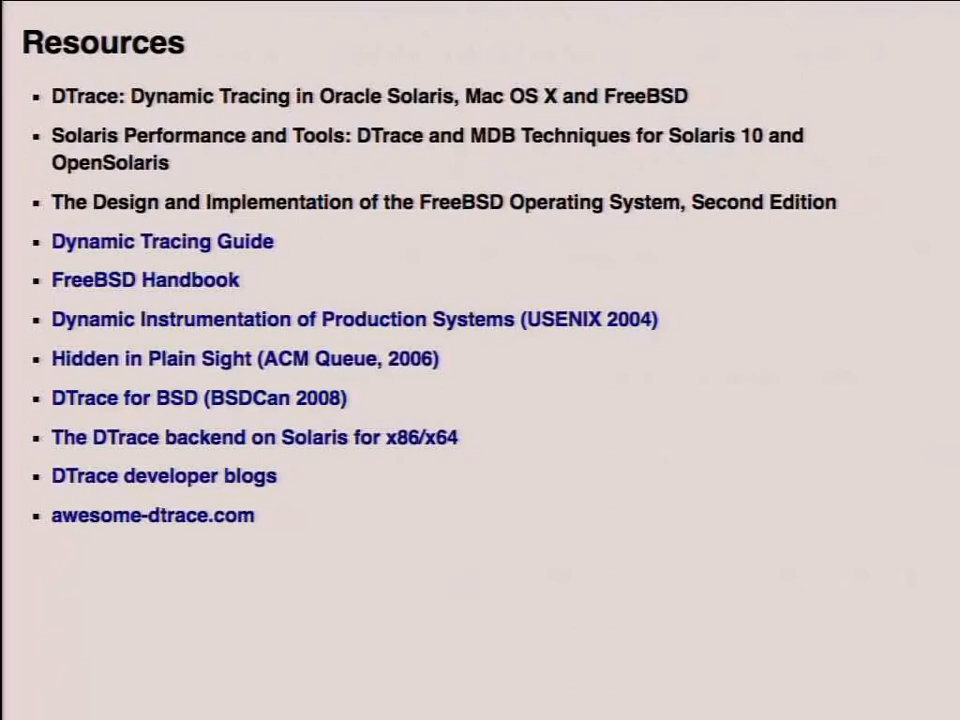 Resources
DTrace: Dynamic Tracing in Oracle Solaris, Mac OS X and FreeBSD
Solaris Performance and Tools: DTrace and MDB Techniques for Solaris 10 and
OpenSolaris
The Design and Implementation of the FreeBSD Operating System, Second Edition
Dynamic Tracing Guide
FreeBSD Handbook
Dynamic Instrumentation of Production Systems (USENIX 2004)
Hidden in Plain Sight (ACM Queue, 2006)
DTrace for BSD (BSDCan 2008)
The DTrace backend on Solaris for x86/x64
DTrace developer blogs
awesome-dtrace.com